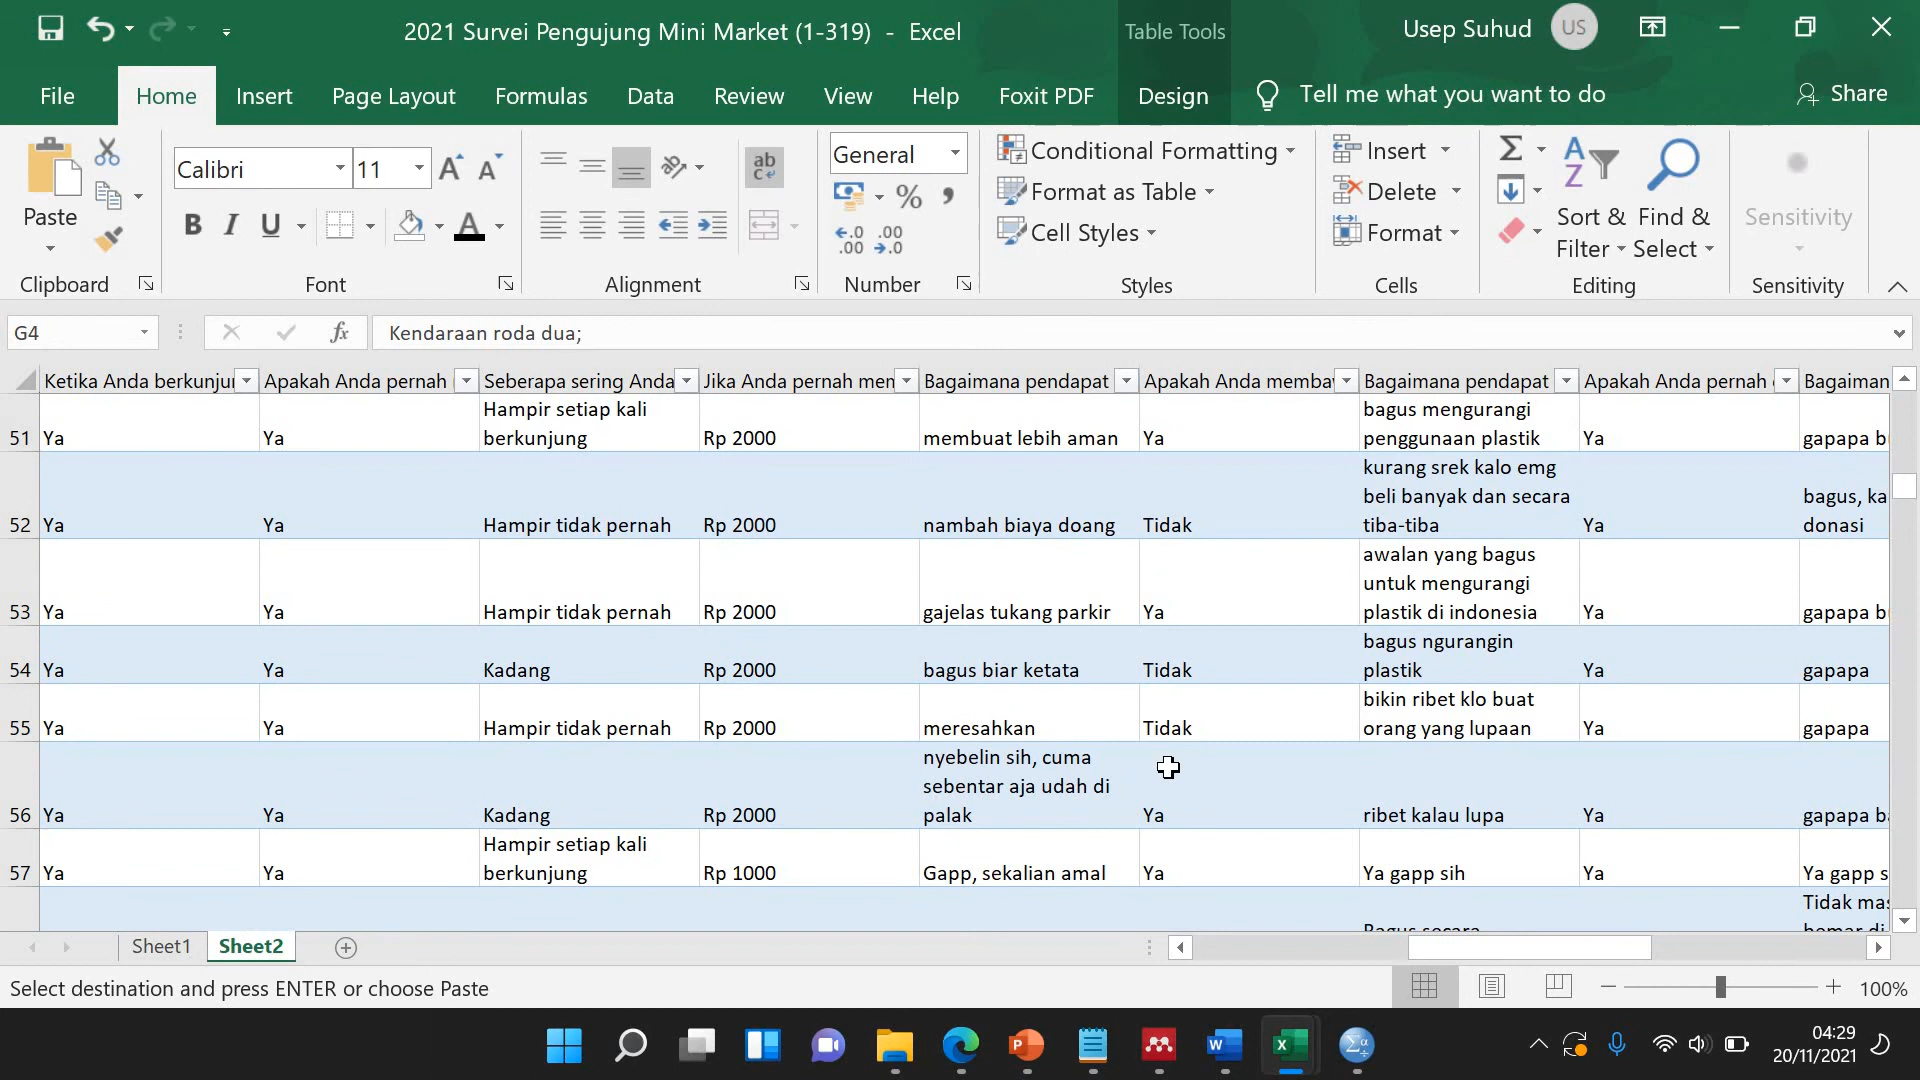 2021 Survei Pengujung Mini Market (1-319) - Excel
Table Tools
Usep Suhud
US
File
Home
Insert
Page Layout
Formulas
Data
Review
View
Help
Foxit PDF
Design
Tell me what you want to do
Share
Paste
Clipboard
Calibri
11
B I U
Font
Alignment
General
Number
Conditional Formatting
Format as Table
Cell Styles
Styles
Insert
Delete
Format
Cells
Sort &
Filter
Find &
Select
Editing
Sensitivity
Sensitivity
G4
fx
Kendaraan roda dua;
Ketika Anda berkunju
Apakah Anda pernah
Seberapa sering Anda
Jika Anda pernah men
Bagaimana pendapat
Apakah Anda memba
Bagaimana pendapat
Apakah Anda pernah
Bagaiman
51
Ya
Ya
Hampir setiap kali
berkunjung
Rp 2000
membuat lebih aman
Ya
bagus mengurangi
penggunaan plastik
Ya
gapapa b
52
Ya
Ya
Hampir tidak pernah
Rp 2000
nambah biaya doang
Tidak
kurang srek kalo emg
beli banyak dan secara
tiba-tiba
Ya
bagus, ka
donasi
53
Ya
Ya
Hampir tidak pernah
Rp 2000
gajelas tukang parkir
Ya
awalan yang bagus
untuk mengurangi
plastik di indonesia
Ya
gapapa b
54
Ya
Ya
Kadang
Rp 2000
bagus biar ketata
Tidak
bagus ngurangin
plastik
Ya
gapapa
55
Ya
Ya
Hampir tidak pernah
Rp 2000
meresahkan
Tidak
bikin ribet klo buat
orang yang lupaan
Ya
gapapa
56
Ya
Ya
Kadang
Rp 2000
nyebelin sih, cuma
sebentar aja udah di
palak
Ya
ribet kalau lupa
Ya
gapapa b
57
Ya
Ya
Hampir setiap kali
berkunjung
Rp 1000
Gapp, sekalian amal
Ya
Ya gapp sih
Ya
Ya gapp s
Tidak mas
Sheet1
Sheet2
Select destination and press ENTER or choose Paste
100%
04:29
20/11/2021